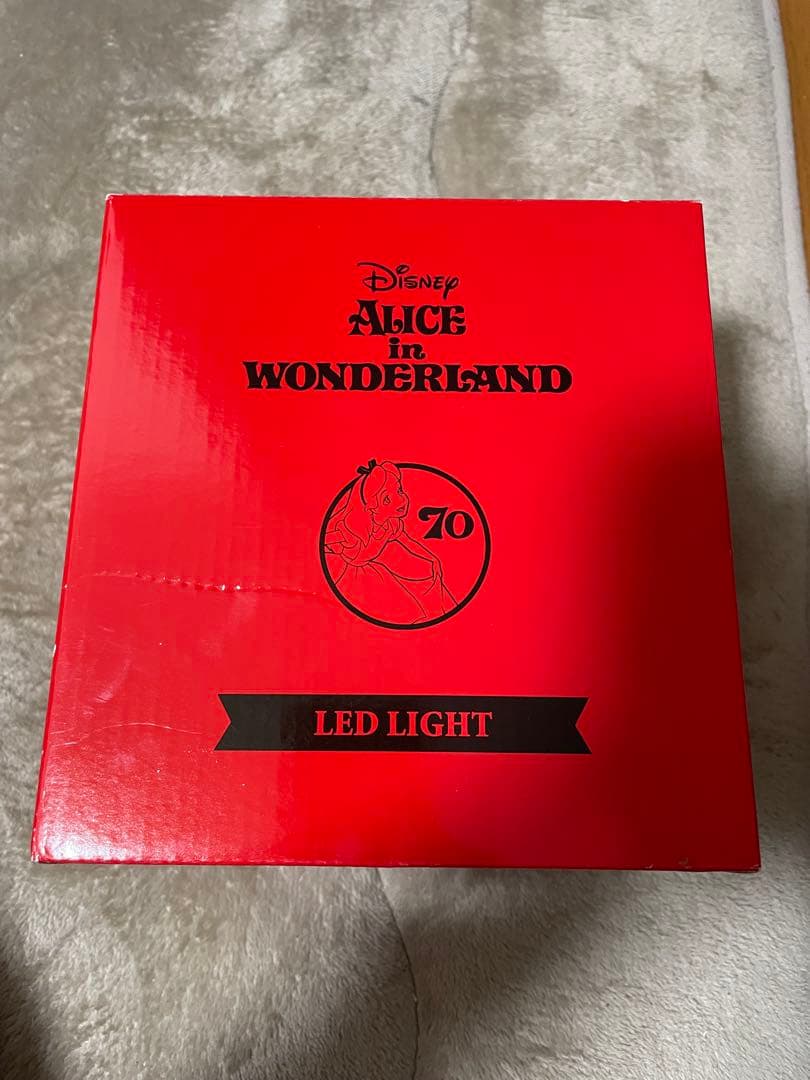 Disney
ALICE
in
WONDERLAND
70
LED LIGHT